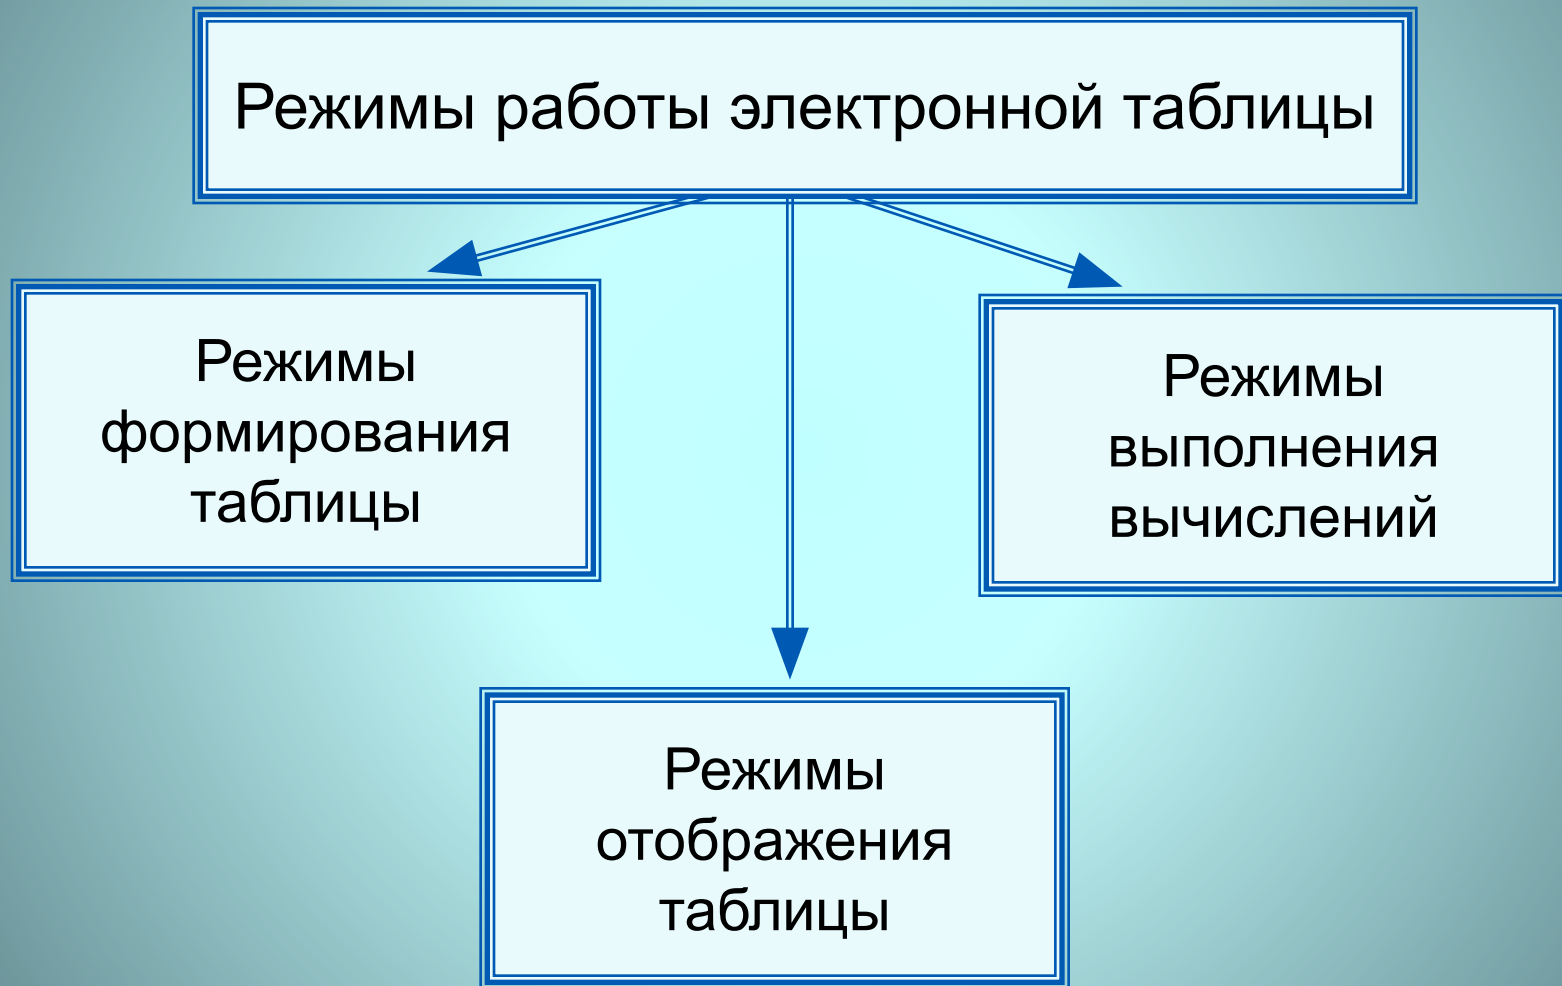 Режимы работы электронной таблицы
Режимы
формирования
таблицы
Режимы
выполнения
вычислений
Режимы
отображения
таблицы